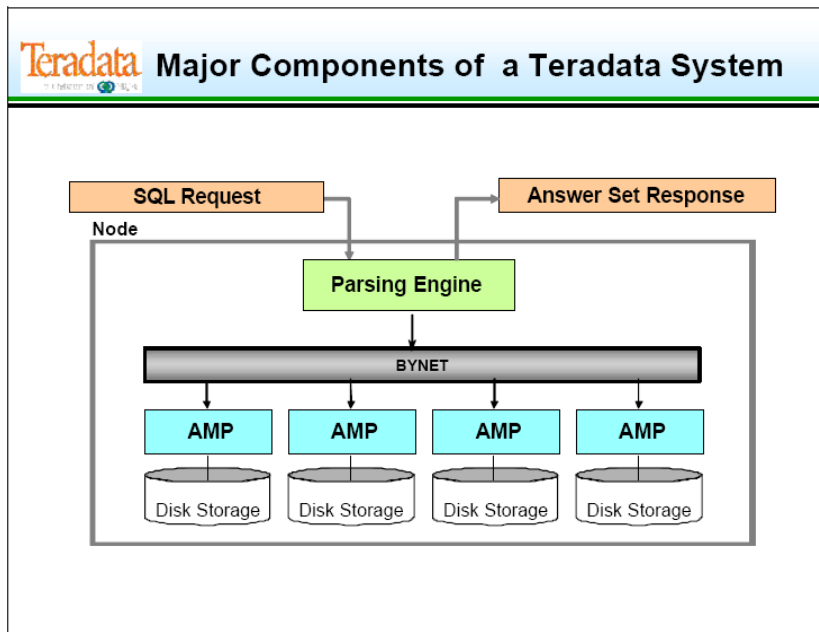 Teradata
Major Components of a Teradata System
SQL Request
Answer Set Response
Node
Parsing Engine
BYNET
AMP
AMP
AMP
AMP
Disk Storage
Disk Storage
Disk Storage
Disk Storage